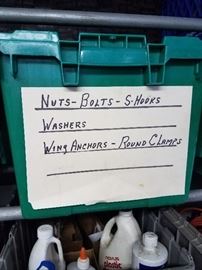 Nuts-Bolts-S-Hooks
Washers
Wing Anchors - Round Clamps